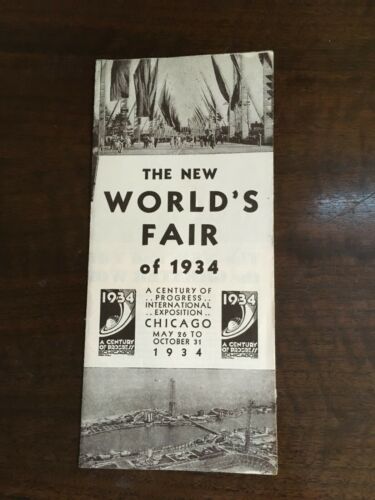 THE NEW
WORLD'S
FAIR
of 1934
A CENTURY OF
..PROGRESS..
INTERNATIONAL
..EXPOSITION..
CHICAGO
MAY 26 TO
OCTOBER 31
1934
1934
A CENTURY
OF PROGRESS
1934
A CENTURY
OF PROGRESS